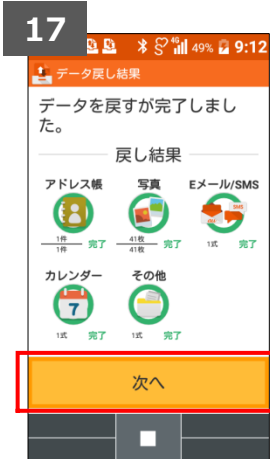 17
4G 49% 9:12
データ戻し結果
データを戻すが完了しまし
た。
戻し結果
アドレス帳 写真 Eメール/SMS
SMS
au
1件
1件 完了
41枚
41枚 完了
1式 完了
カレンダー その他
7
1式 完了 1式 完了
次へ